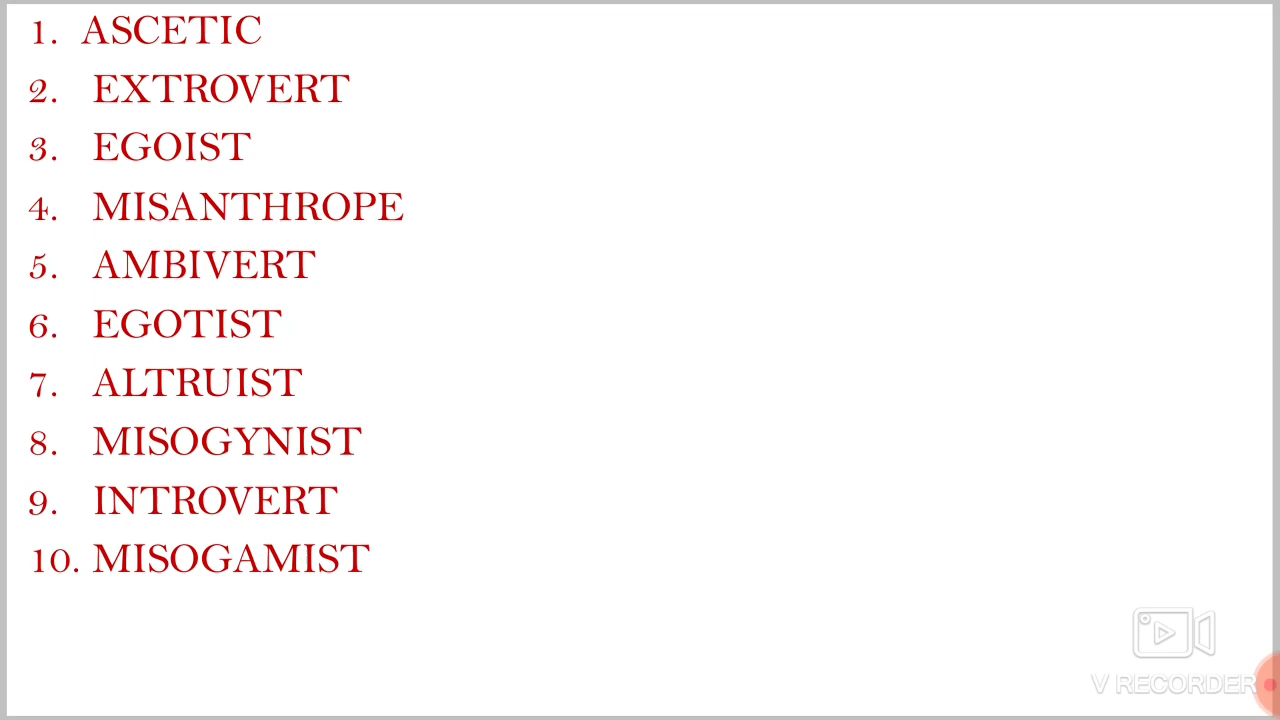 1. ASCETIC
2. EXTROVERT
3. EGOIST
4. MISANTHROPE
5. AMBIVERT
6. EGOTIST
7. ALTRUIST
8. MISOGYNIST
9. INTROVERT
10. MISOGAMIST
V RECORDER